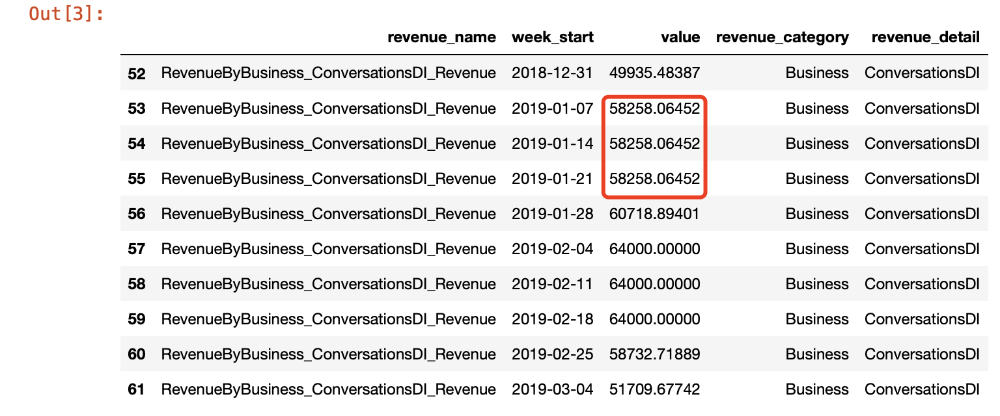 Out[3]:
revenue_name week_start value revenue_category revenue_detail
52 RevenueByBusiness_ConversationsDI_Revenue 2018-12-31 49935.48387 Business ConversationsDI
53 RevenueByBusiness_ConversationsDI_Revenue 2019-01-07 58258.06452 Business ConversationsDI
54 RevenueByBusiness_ConversationsDI_Revenue 2019-01-14 58258.06452 Business ConversationsDI
55 RevenueByBusiness_ConversationsDI_Revenue 2019-01-21 58258.06452 Business ConversationsDI
56 RevenueByBusiness_ConversationsDI_Revenue 2019-01-28 60718.89401 Business ConversationsDI
57 RevenueByBusiness_ConversationsDI_Revenue 2019-02-04 64000.00000 Business ConversationsDI
58 RevenueByBusiness_ConversationsDI_Revenue 2019-02-11 64000.00000 Business ConversationsDI
59 RevenueByBusiness_ConversationsDI_Revenue 2019-02-18 64000.00000 Business ConversationsDI
60 RevenueByBusiness_ConversationsDI_Revenue 2019-02-25 58732.71889 Business ConversationsDI
61 RevenueByBusiness_ConversationsDI_Revenue 2019-03-04 51709.67742 Business ConversationsDI